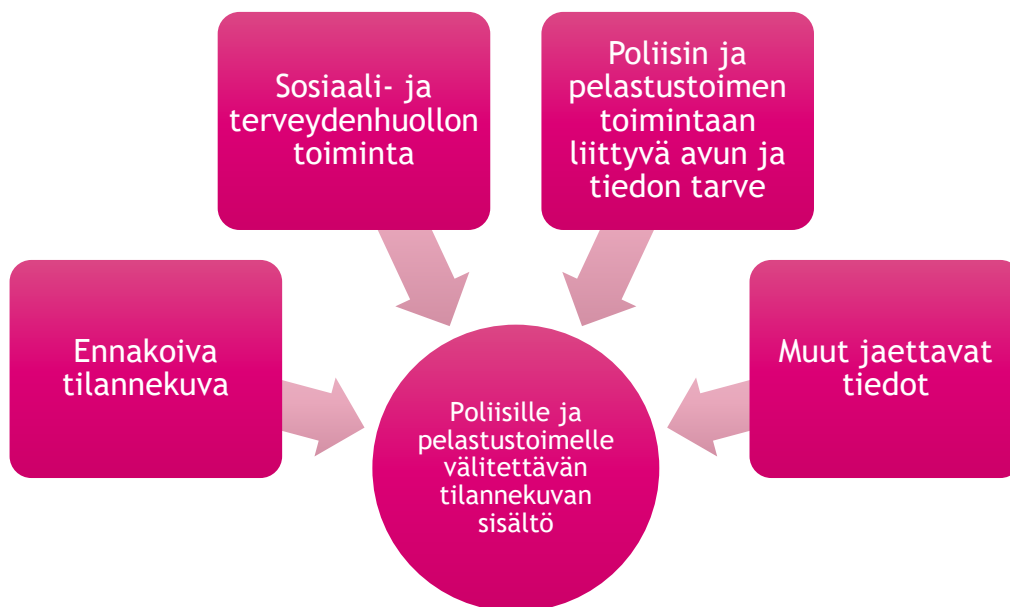 Sosiaali- ja
terveydenhuollon
toiminta
Poliisin ja
pelastustoimen
toimintaan
liittyvä avun ja
tiedon tarve
Ennakoiva
tilannekuva
Muut jaettavat
tiedot
Poliisille ja
pelastustoimelle
välitettävän
tilannekuvan
sisältö